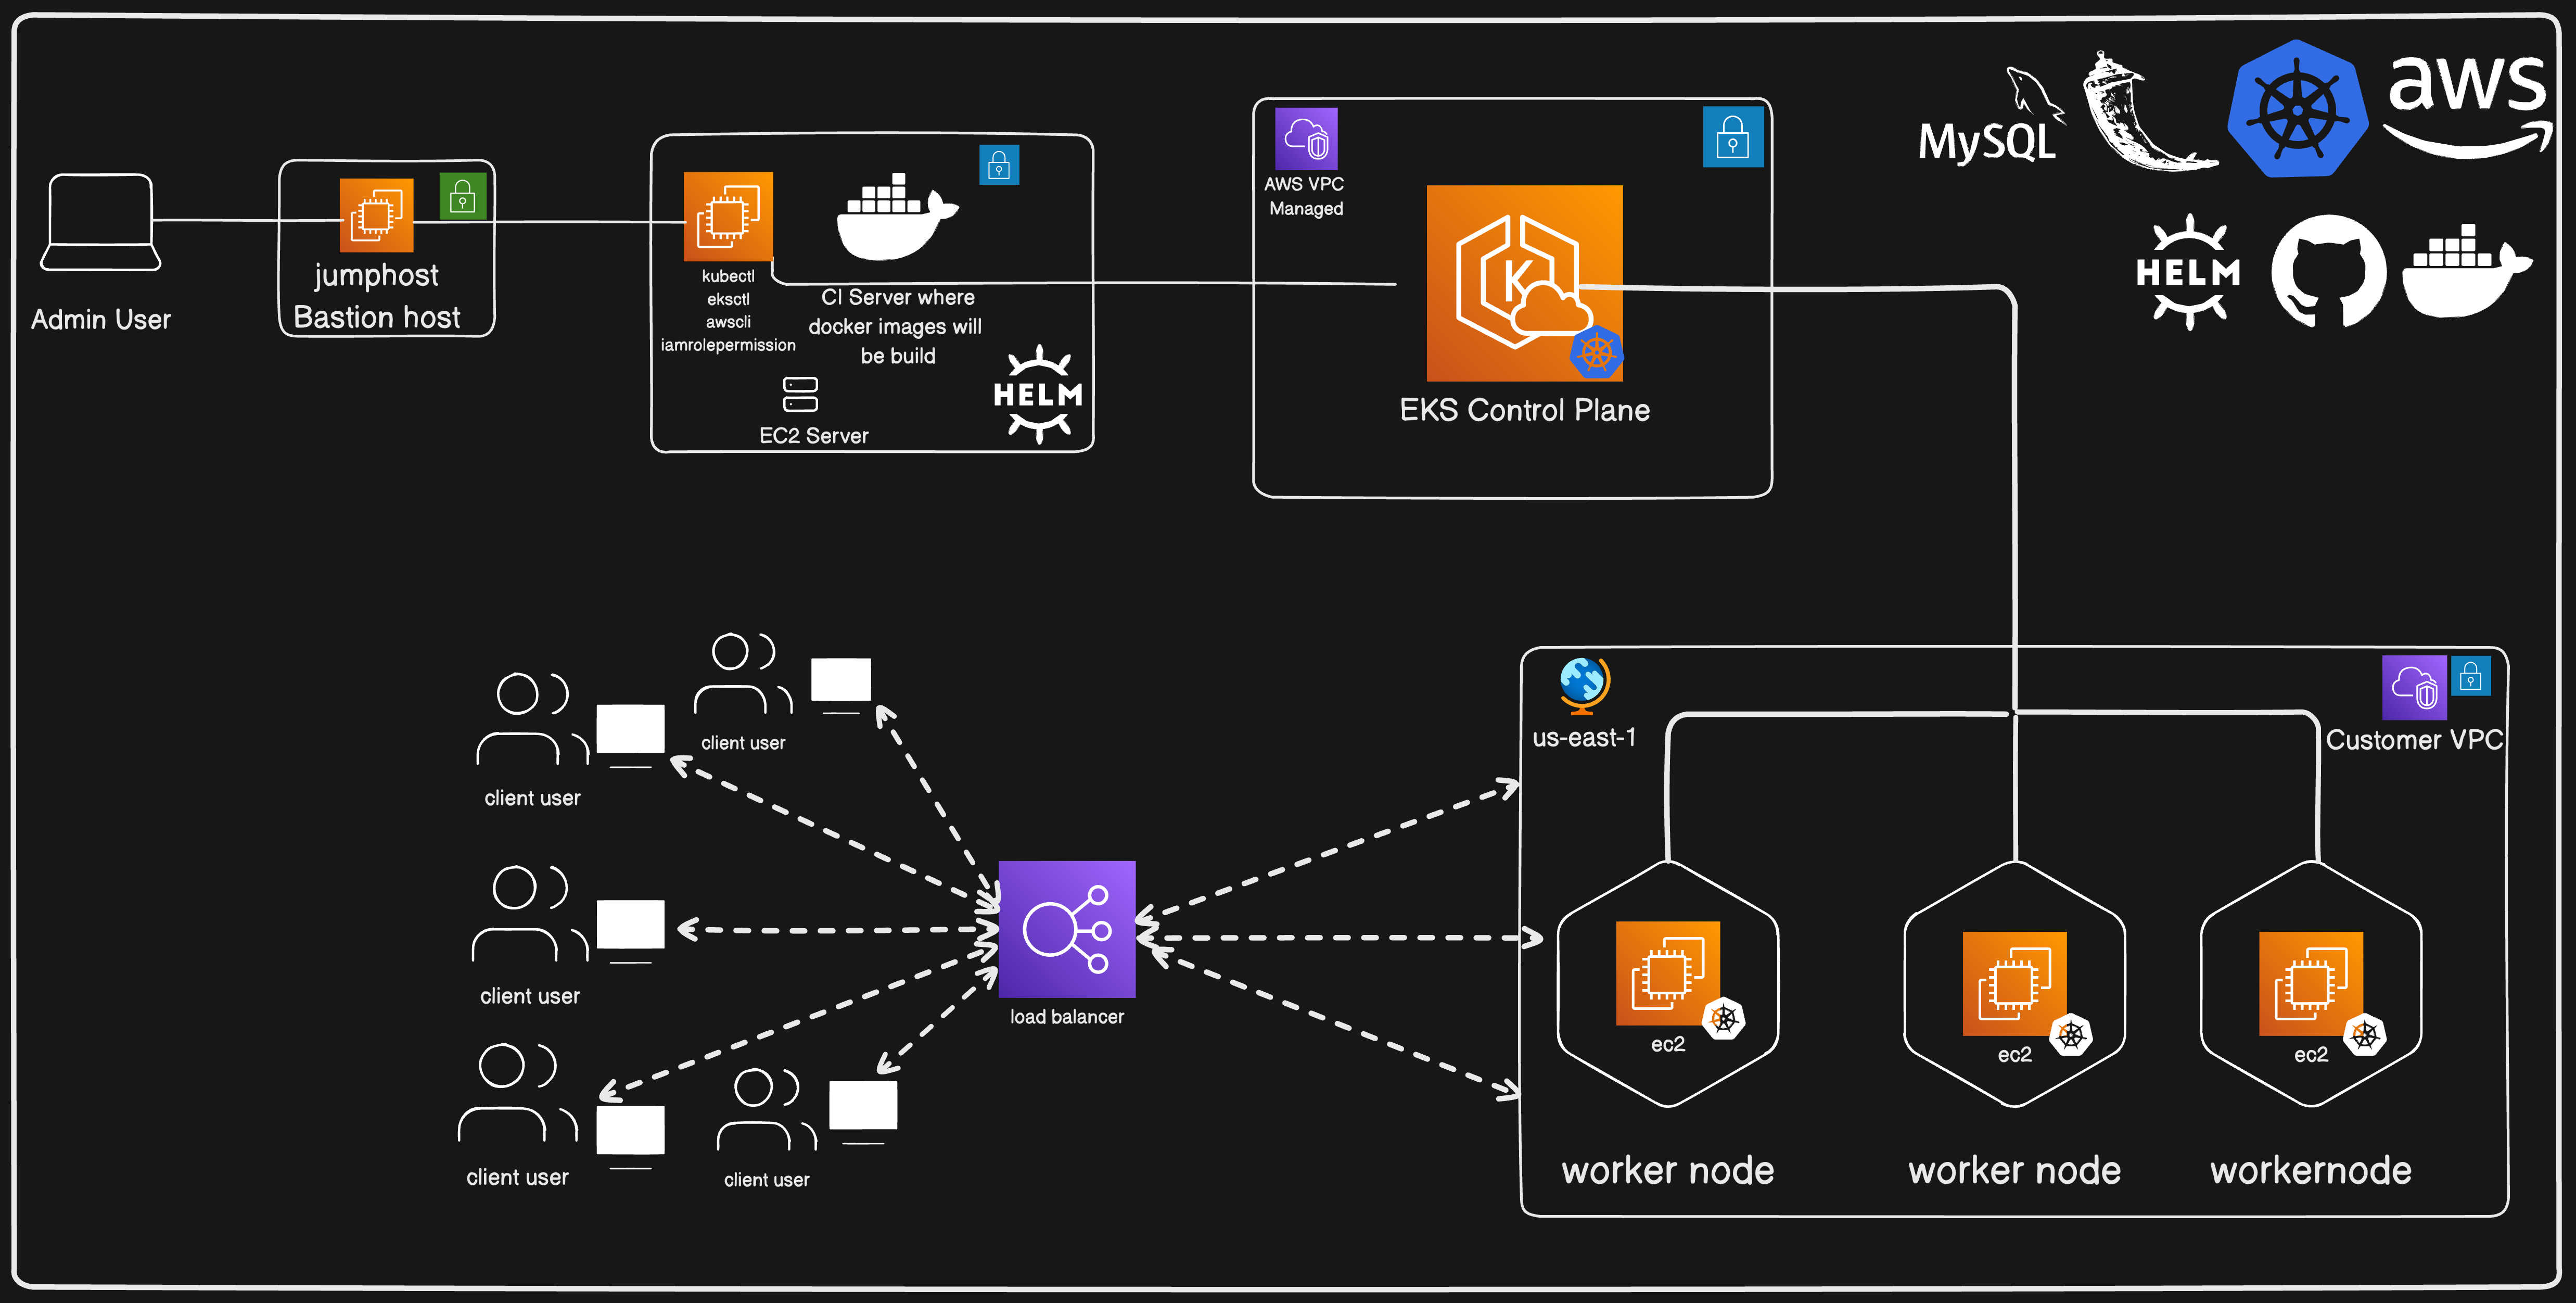 Admin User
jumphost
Bastion host
kubectl
eksctl
awscli
iamrolepermission
CI Server where
docker images will
be build
EC2 Server
HELM
AWS VPC
Managed
K
EKS Control Plane
MySQL
aws
HELM
client user
client user
client user
client user
client user
load balancer
us-east-1
Customer VPC
ec2
ec2
ec2
worker node
worker node
workernode